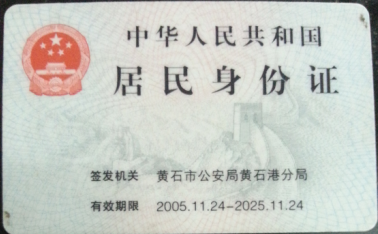 中华人民共和国
居民身份证
签发机关 黄石市公安局黄石港分局
有效期限 2005.11.24-2025.11.24